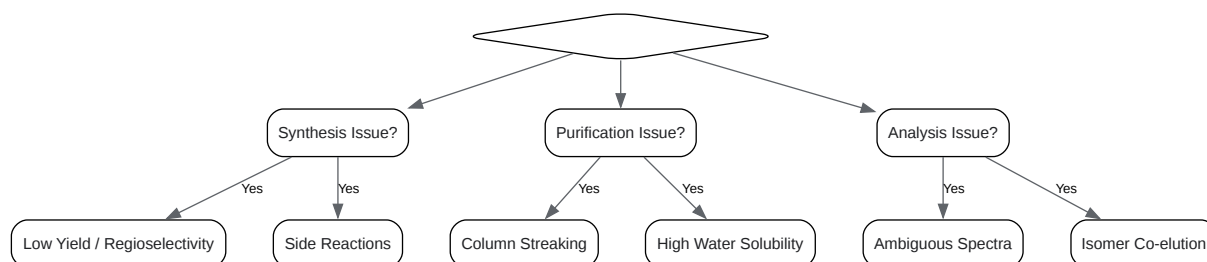 Synthesis Issue?
Purification Issue?
Analysis Issue?
Yes
Yes
Yes
Yes
Yes
Yes
Low Yield / Regioselectivity
Side Reactions
Column Streaking
High Water Solubility
Ambiguous Spectra
Isomer Co-elution